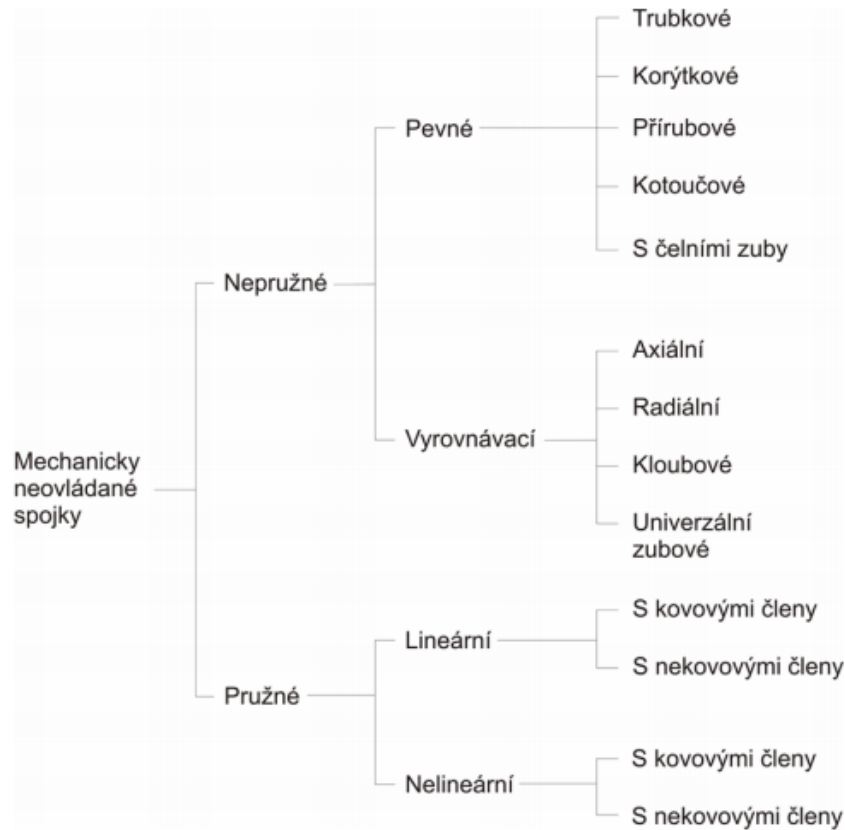 Trubkové
Korýtkové
Pevné
Přírubové
Kotoučové
S čelními zuby
Nepružné
Axiální
Radiální
Vyrovnávací
Kloubové
Univerzální
zubové
Mechanicky
neovládané
spojky
S kovovými členy
Lineární
S nekovovými členy
Pružné
S kovovými členy
Nelineární
S nekovovými členy